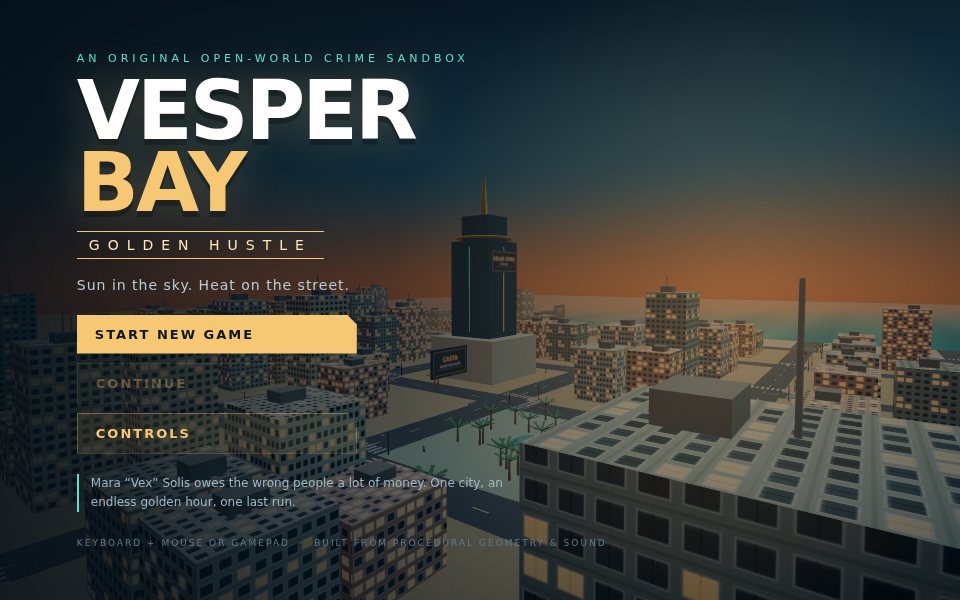 AN ORIGINAL OPEN-WORLD CRIME SANDBOX
VESPER
BAY
GOLDEN HUSTLE
Sun in the sky. Heat on the street.
START NEW GAME
CONTINUE
CONTROLS
Mara “Vex” Solis owes the wrong people a lot of money. One city, an
endless golden hour, one last run.
KEYBOARD + MOUSE OR GAMEPAD · BUILT FROM PROCEDURAL GEOMETRY & SOUND